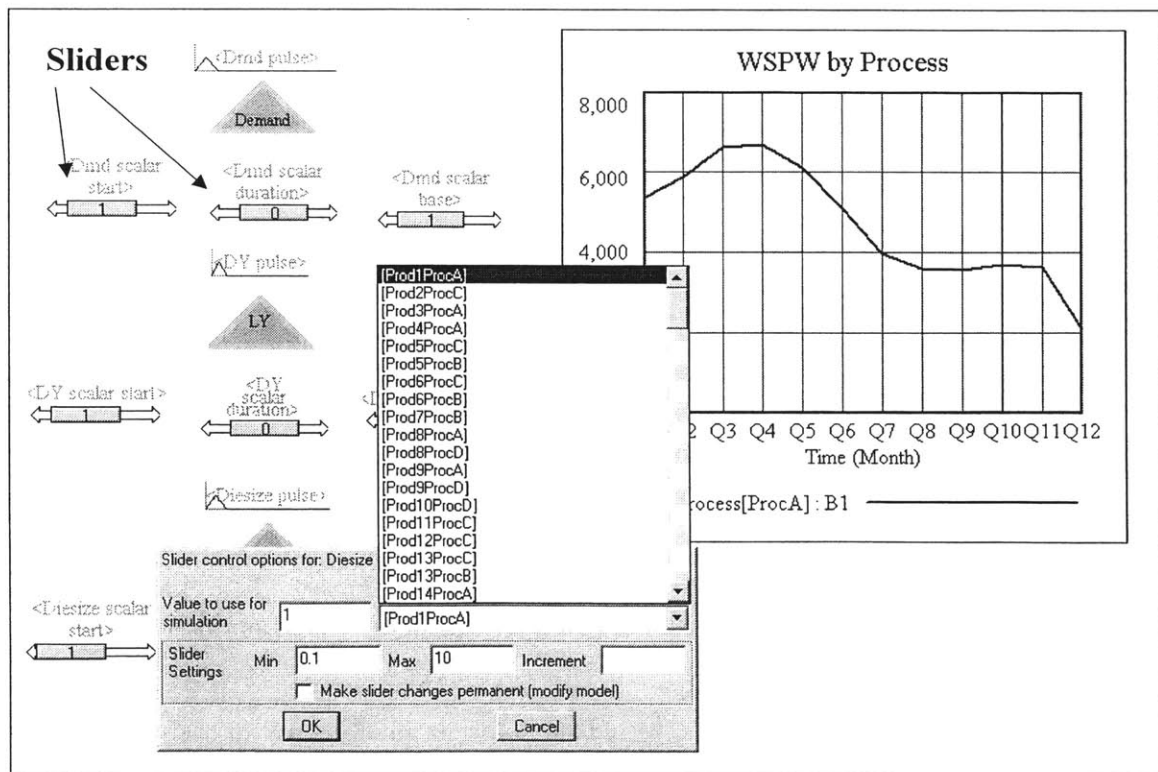 Sliders
<Dmd pulse>
Demand
<Dmd scalar
start>
1
<Dmd scalar
duration>
0
<Dmd scalar
base>
1
<DY pulse>
LY
<DY scalar start>
1
<DY
scalar
duration>
0
<Diesize pulse>
<Diesize scalar
start>
1
WSPW by Process
8,000
6,000
4,000
2 Q3 Q4 Q5 Q6 Q7 Q8 Q9 Q10 Q11 Q12
Time (Month)
rocess[ProcA] : B1
[Prod1ProcA]
[Prod2ProcC]
[Prod3ProcA]
[Prod4ProcA]
[Prod5ProcC]
[Prod5ProcB]
[Prod6ProcC]
[Prod6ProcB]
[Prod7ProcB]
[Prod8ProcA]
[Prod8ProcD]
[Prod9ProcA]
[Prod9ProcD]
[Prod10ProcD]
[Prod11ProcC]
[Prod12ProcC]
[Prod13ProcC]
[Prod13ProcB]
[Prod14ProcA]
Slider control options for: Diesize
Value to use for
simulation
1
[Prod1ProcA]
Slider
Settings
Min 0.1 Max 10 Increment
Make slider changes permanent (modify model)
OK Cancel